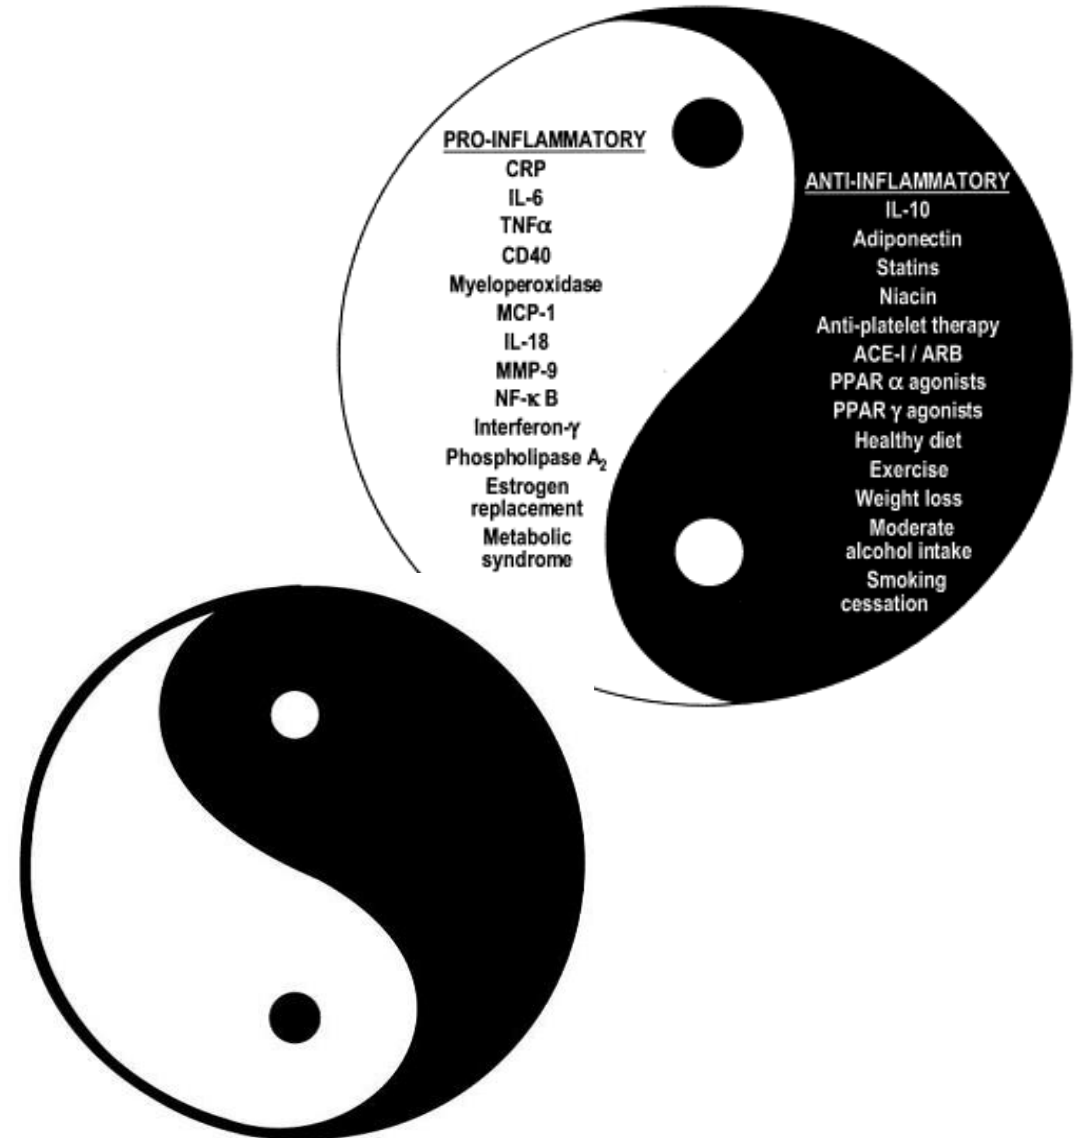 PRO-INFLAMMATORY
CRP
IL-6
TNFα
CD40
Myeloperoxidase
MCP-1
IL-18
MMP-9
NF-κ B
Interferon-γ
Phospholipase A₂
Estrogen
replacement
Metabolic
syndrome
ANTI-INFLAMMATORY
IL-10
Adiponectin
Statins
Niacin
Anti-platelet therapy
ACE-I / ARB
PPAR α agonists
PPAR γ agonists
Healthy diet
Exercise
Weight loss
Moderate
alcohol intake
Smoking
cessation